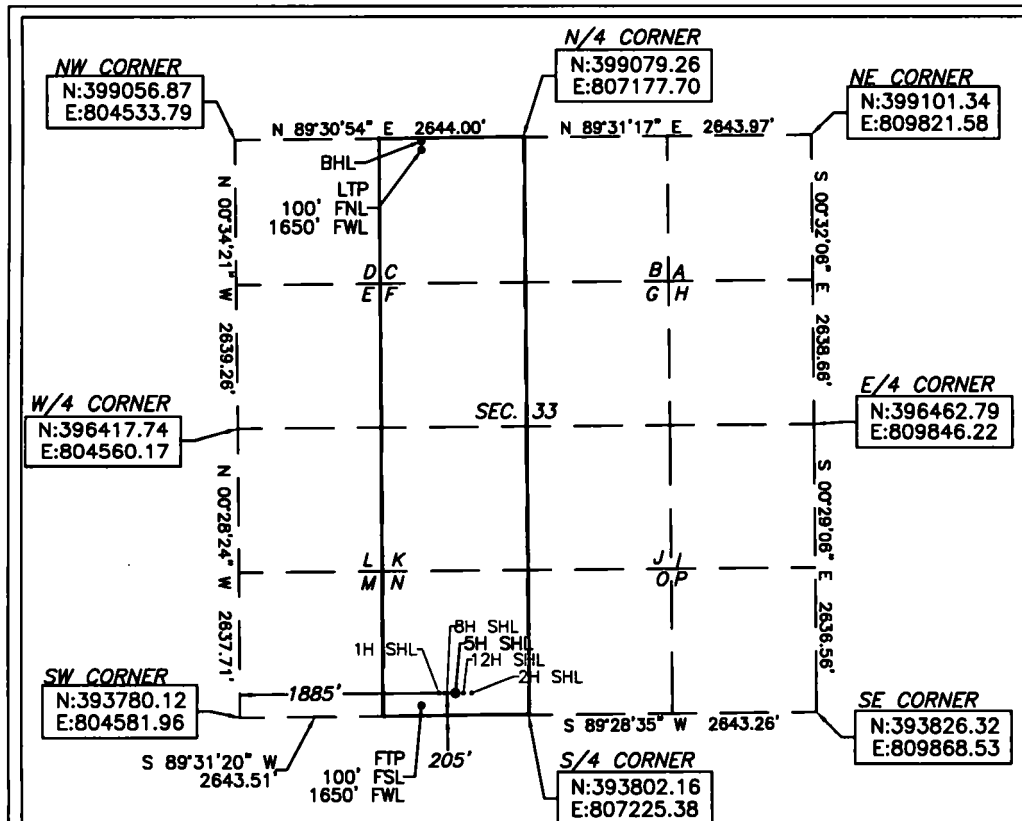 N/4 CORNER
N:399079.26
E:807177.70
NW CORNER
N:399056.87
E:804533.79
NE CORNER
N:399101.34
E:809821.58
N 89°30'54" E 2644.00'
N 89°31'17" E 2643.97'
BHL
LTP
100' FNL
1650' FWL
N 00°34'21" W 2639.26'
S 00°32'06" E 2638.66'
D C
E F
B A
G H
W/4 CORNER
N:396417.74
E:804560.17
SEC. 33
E/4 CORNER
N:396462.79
E:809846.22
N 00°28'24" W 2637.71'
S 00°29'06" E 2636.56'
L K
M N
J I
O P
8H SHL
1H SHL
5H SHL
12H SHL
2H SHL
SW CORNER
N:393780.12
E:804581.96
1885'
SE CORNER
N:393826.32
E:809868.53
S 89°28'35" W 2643.26'
S 89°31'20" W
2643.51'
FTP
100' FSL
1650' FWL
205'
S/4 CORNER
N:393802.16
E:807225.38